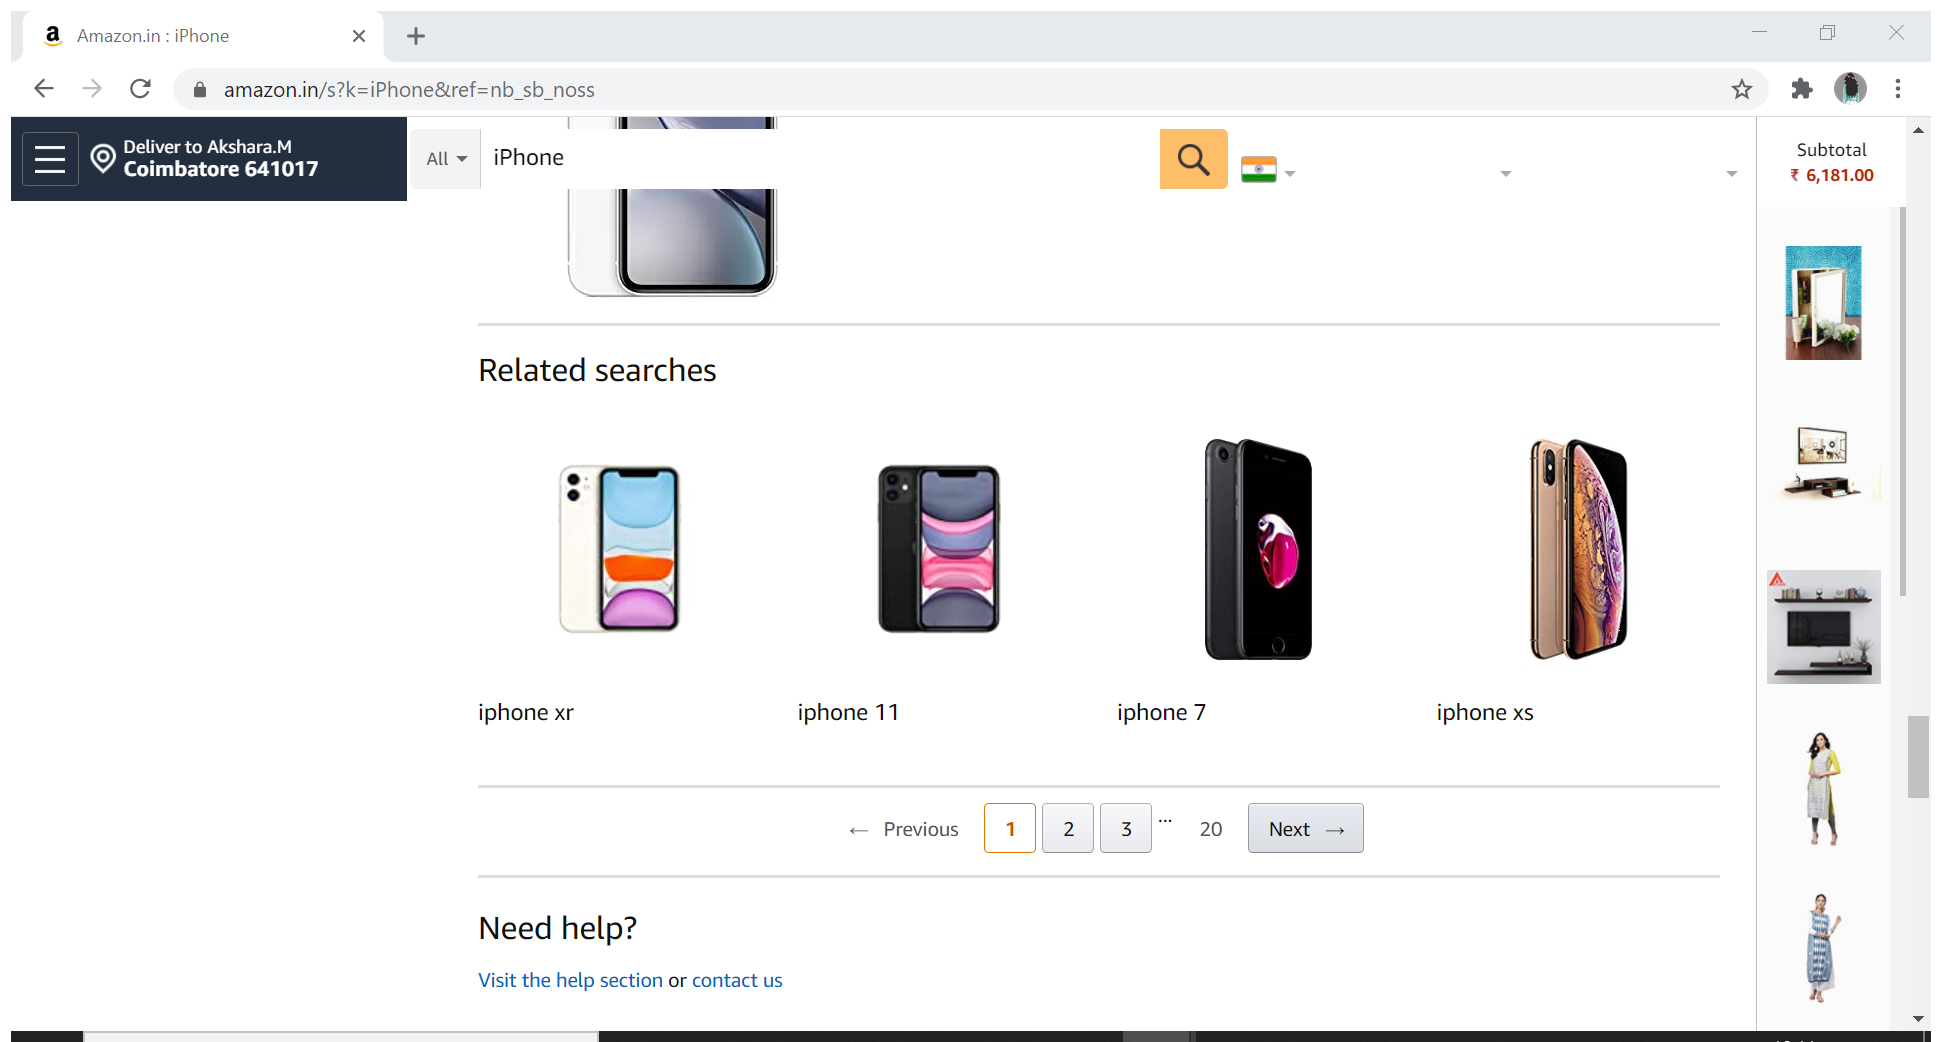 Amazon.in : iPhone
amazon.in/s?k=iPhone&ref=nb_sb_noss
Deliver to Akshara.M
Coimbatore 641017
All
iPhone
Subtotal
₹ 6,181.00
Related searches
iphone xr
iphone 11
iphone 7
iphone xs
← Previous 1 2 3 ... 20 Next →
Need help?
Visit the help section or contact us